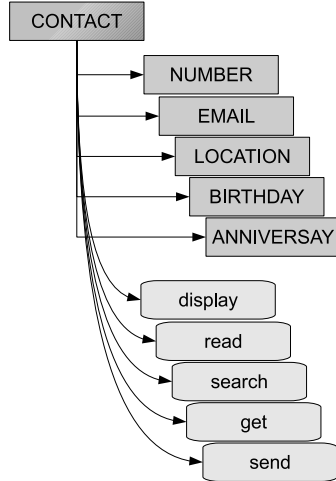 CONTACT
NUMBER
EMAIL
LOCATION
BIRTHDAY
ANNIVERSAY
display
read
search
get
send